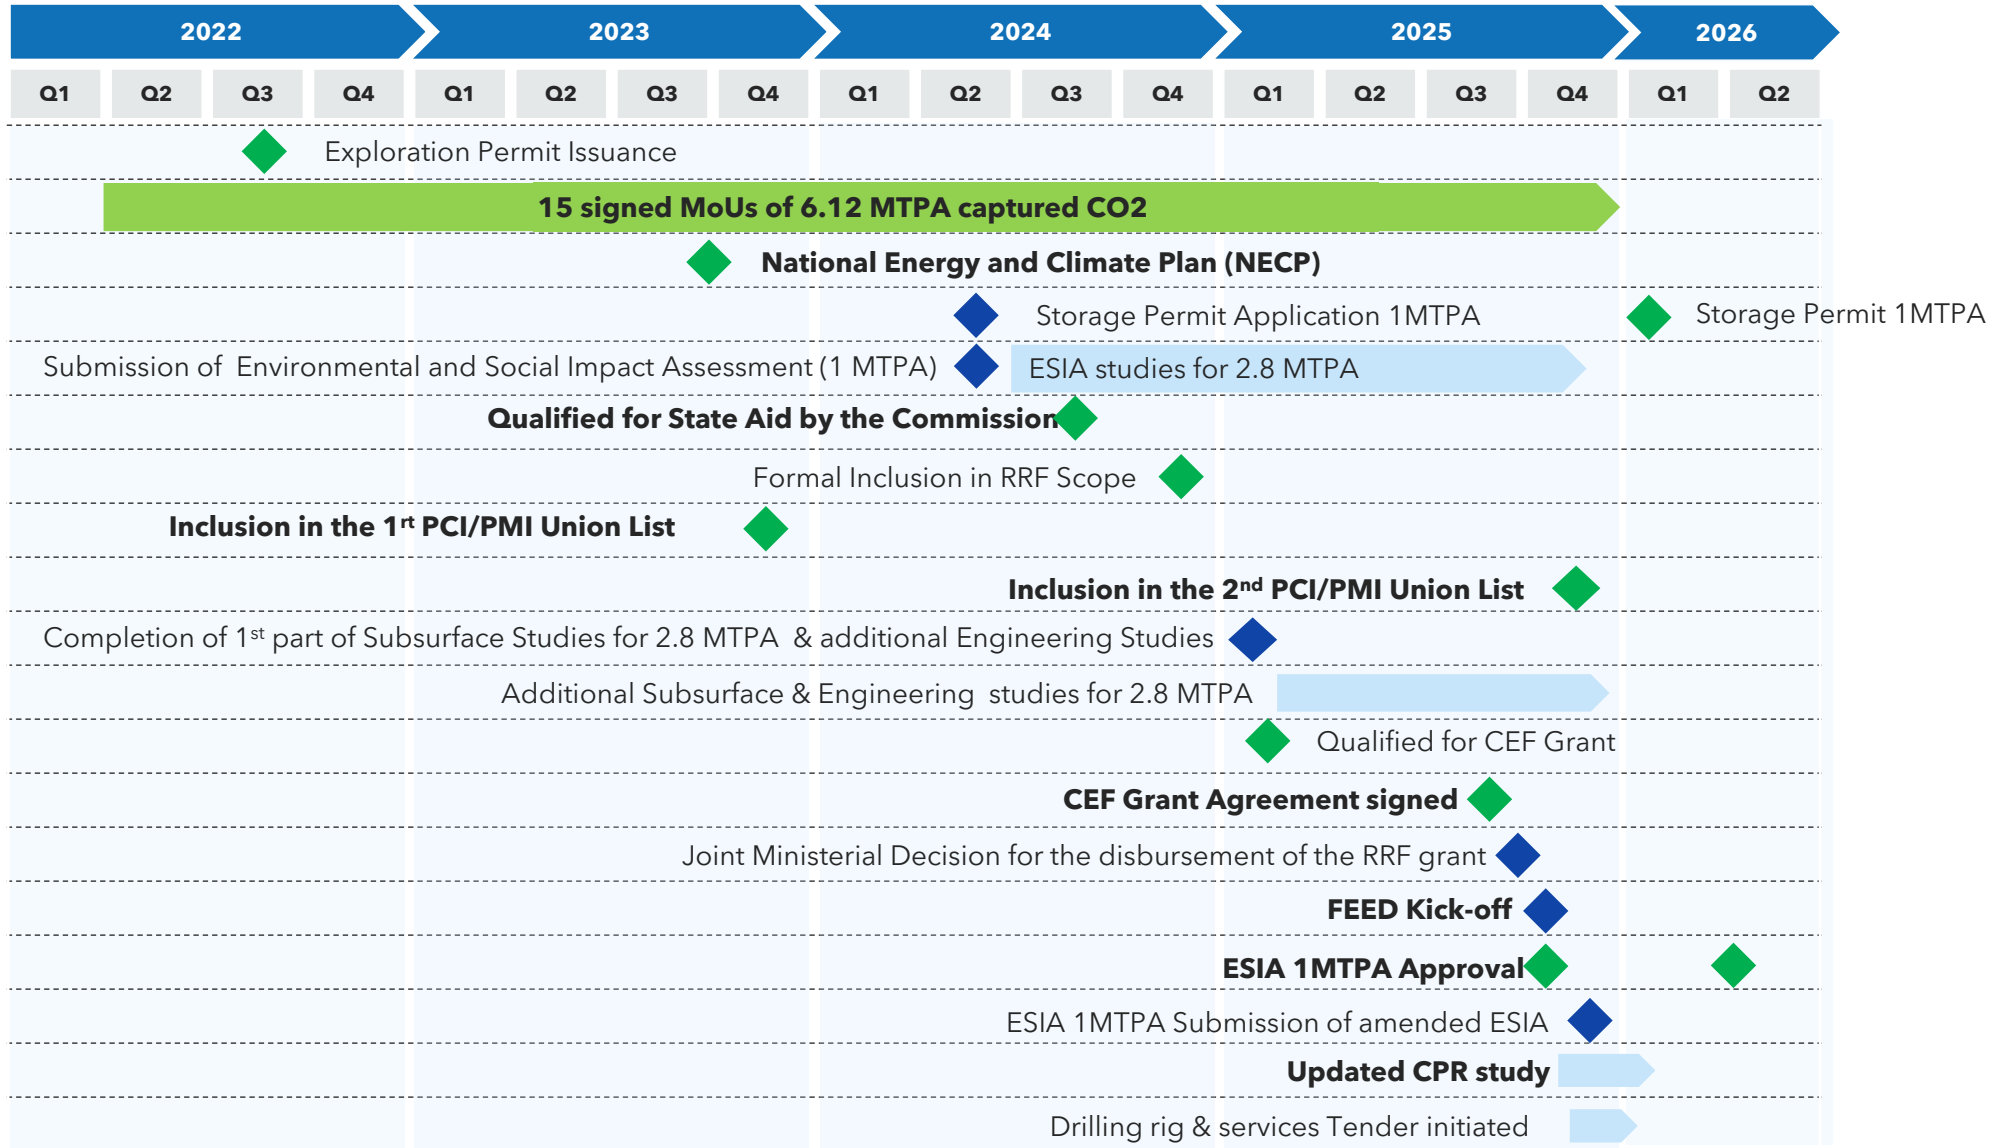 2022 2023 2024 2025 2026
Q1 Q2 Q3 Q4 Q1 Q2 Q3 Q4 Q1 Q2 Q3 Q4 Q1 Q2 Q3 Q4 Q1 Q2
Exploration Permit Issuance
15 signed MoUs of 6.12 MTPA captured CO2
National Energy and Climate Plan (NECP)
Storage Permit Application 1MTPA Storage Permit 1MTPA
Submission of Environmental and Social Impact Assessment (1 MTPA) ESIA studies for 2.8 MTPA
Qualified for State Aid by the Commission
Formal Inclusion in RRF Scope
Inclusion in the 1rt PCI/PMI Union List
Inclusion in the 2nd PCI/PMI Union List
Completion of 1st part of Subsurface Studies for 2.8 MTPA & additional Engineering Studies
Additional Subsurface & Engineering studies for 2.8 MTPA
Qualified for CEF Grant
CEF Grant Agreement signed
Joint Ministerial Decision for the disbursement of the RRF grant
FEED Kick-off
ESIA 1MTPA Approval
ESIA 1MTPA Submission of amended ESIA
Updated CPR study
Drilling rig & services Tender initiated